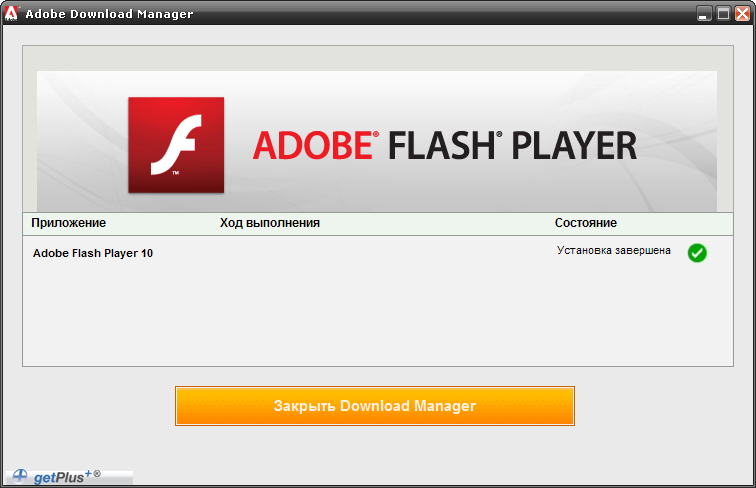 Adobe Download Manager
ADOBE® FLASH® PLAYER
TM
Приложение Ход выполнения Состояние
Adobe Flash Player 10 Установка завершена
Закрыть Download Manager
getPlus+®